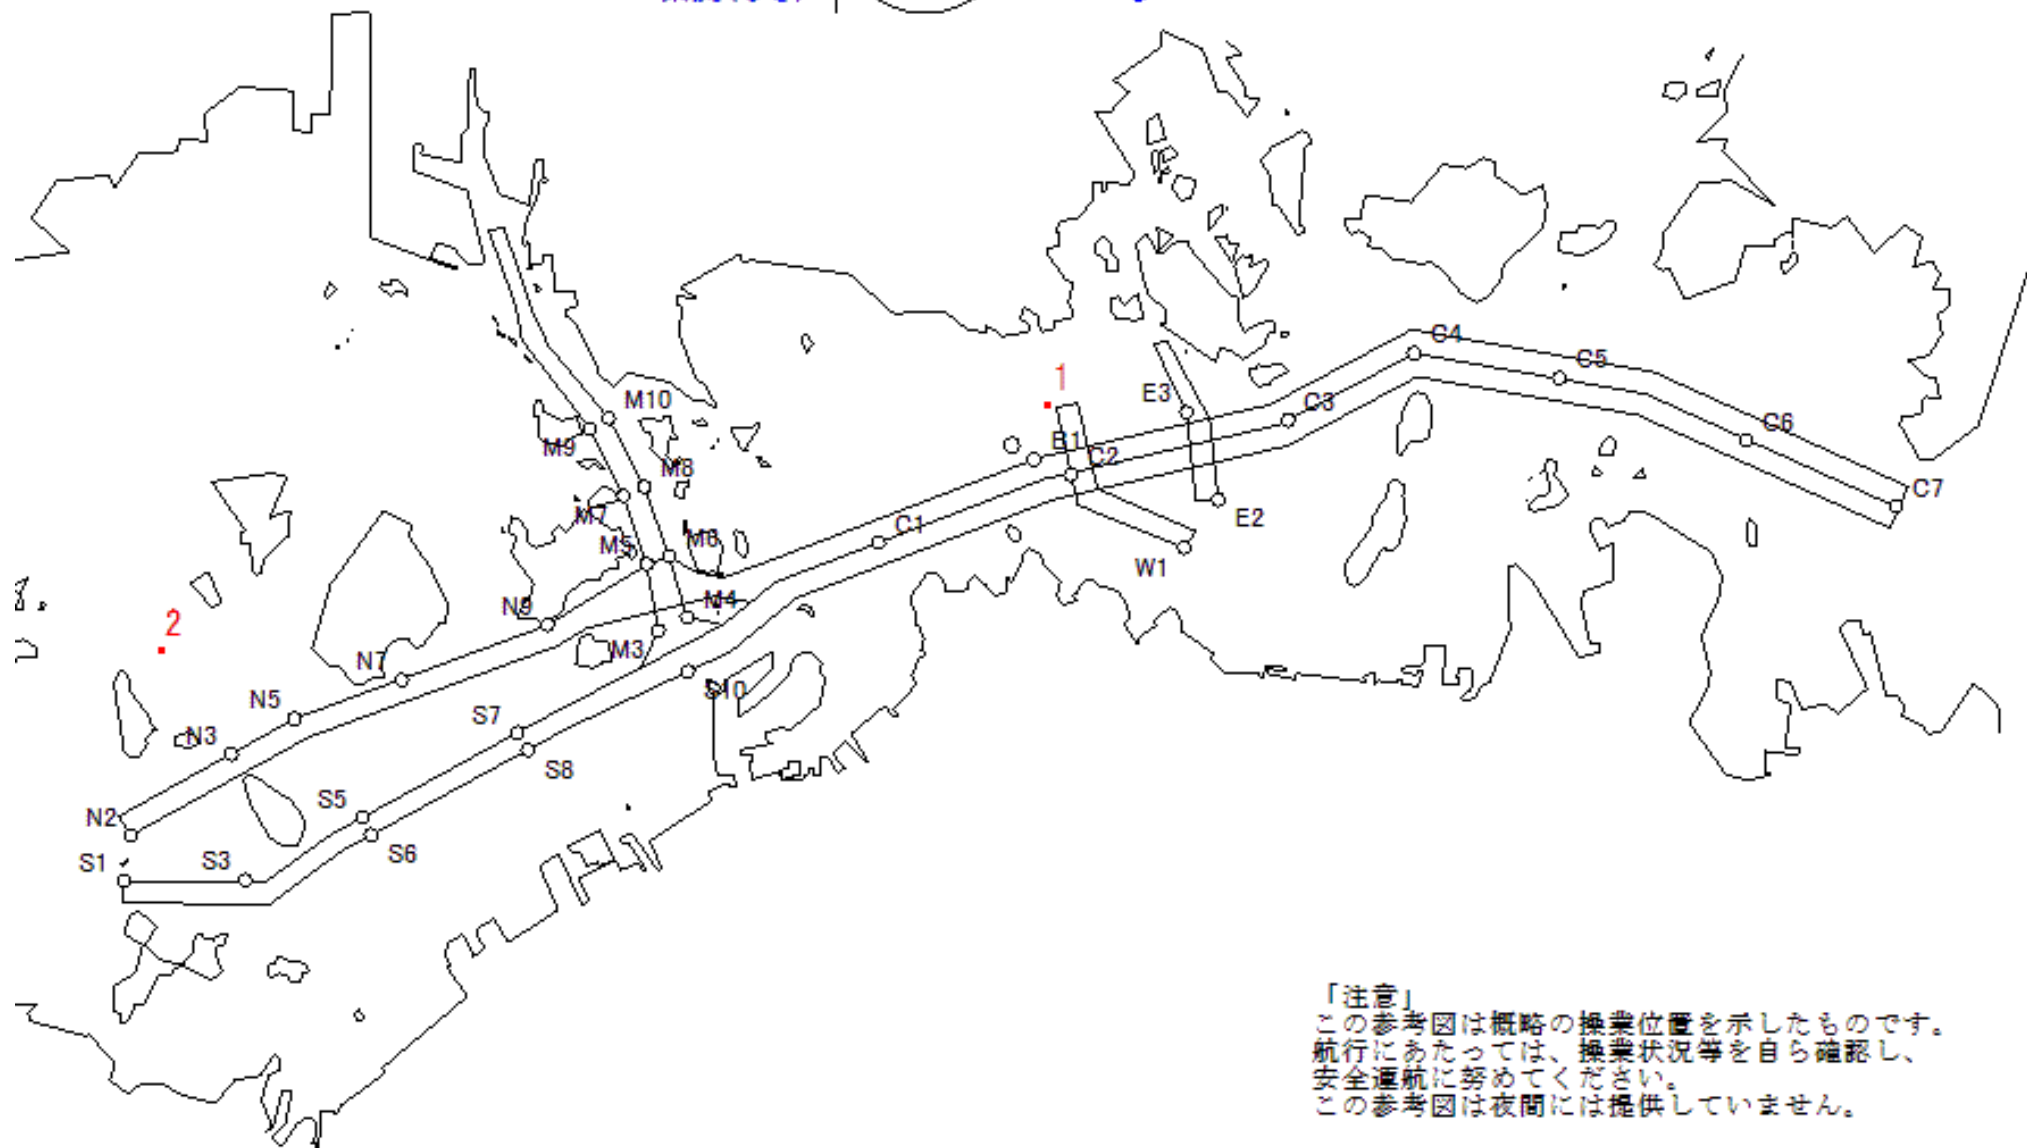 C4
C5
1
E3
M10
C3
C6
M9
B1
C2
M8
C7
M7
E2
C1
M5
M6
W1
N9
M4
2
M3
N7
S10
N5
S7
N3
S8
S5
N2
S6
S1
S3
「注意」
この参考図は概略の操業位置を示したものです。
航行にあたっては、操業状況等を自ら確認し、
安全運航に努めてください。
この参考図は夜間には提供していません。